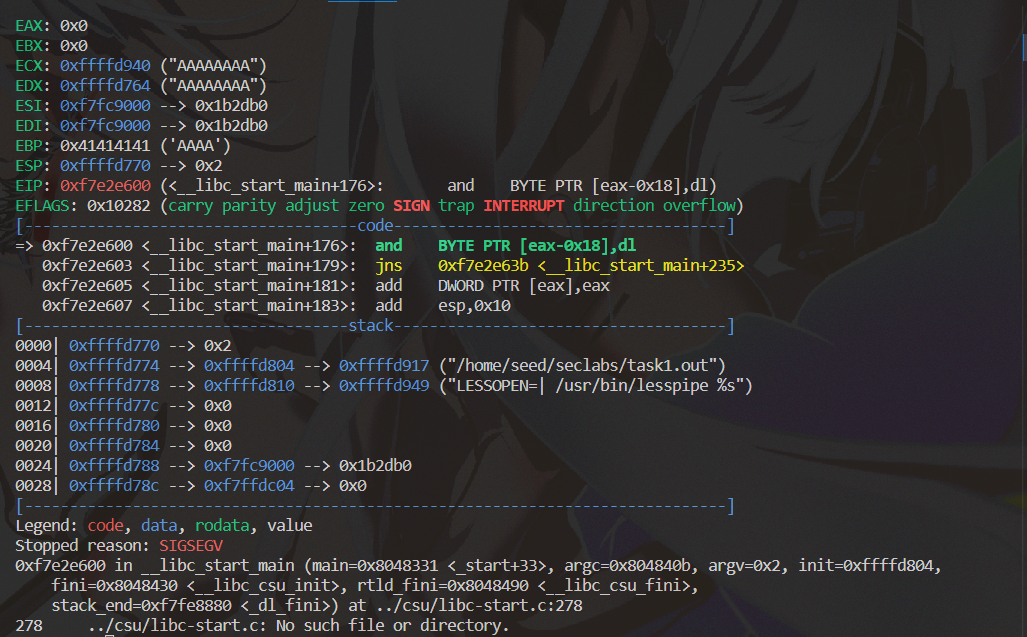 EAX: 0x0
EBX: 0x0
ECX: 0xffffd940 ("AAAAAAAA")
EDX: 0xffffd764 ("AAAAAAAA")
ESI: 0xf7fc9000 --> 0x1b2db0
EDI: 0xf7fc9000 --> 0x1b2db0
EBP: 0x41414141 ('AAAA')
ESP: 0xffffd770 --> 0x2
EIP: 0xf7e2e600 (<__libc_start_main+176>:       and    BYTE PTR [eax-0x18],dl)
EFLAGS: 0x10282 (carry parity adjust zero SIGN trap INTERRUPT direction overflow)
[-------------------------------------code-------------------------------------]
=> 0xf7e2e600 <__libc_start_main+176>:  and    BYTE PTR [eax-0x18],dl
   0xf7e2e603 <__libc_start_main+179>:  jns    0xf7e2e63b <__libc_start_main+235>
   0xf7e2e605 <__libc_start_main+181>:  add    DWORD PTR [eax],eax
   0xf7e2e607 <__libc_start_main+183>:  add    esp,0x10
[------------------------------------stack-------------------------------------]
0000| 0xffffd770 --> 0x2
0004| 0xffffd774 --> 0xffffd804 --> 0xffffd917 ("/home/seed/seclabs/task1.out")
0008| 0xffffd778 --> 0xffffd810 --> 0xffffd949 ("LESSOPEN=| /usr/bin/lesspipe %s")
0012| 0xffffd77c --> 0x0
0016| 0xffffd780 --> 0x0
0020| 0xffffd784 --> 0x0
0024| 0xffffd788 --> 0xf7fc9000 --> 0x1b2db0
0028| 0xffffd78c --> 0xf7ffdc04 --> 0x0
[------------------------------------------------------------------------------]
Legend: code, data, rodata, value
Stopped reason: SIGSEGV
0xf7e2e600 in __libc_start_main (main=0x8048331 <_start+33>, argc=0x804840b, argv=0x2, init=0xffffd804,
    fini=0x8048430 <__libc_csu_init>, rtld_fini=0x8048490 <__libc_csu_fini>,
    stack_end=0xf7fe8880 <_dl_fini>) at ../csu/libc-start.c:278
278     ../csu/libc-start.c: No such file or directory.